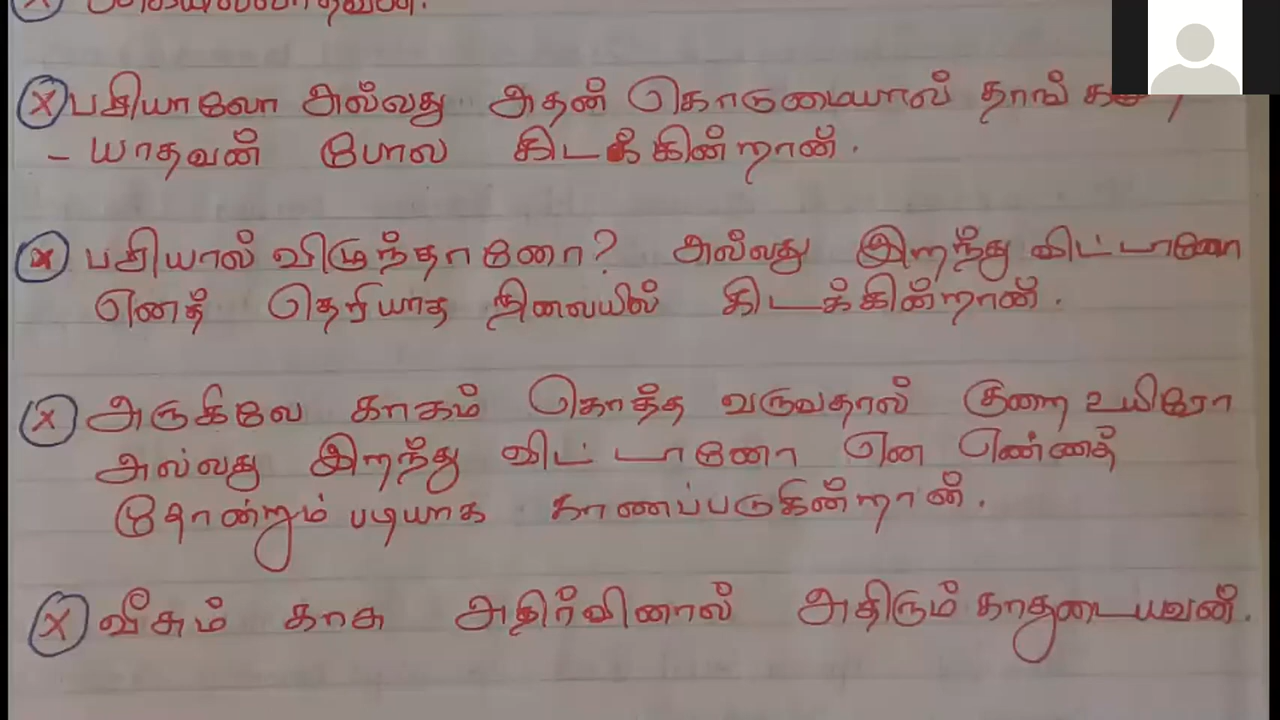 பசியாலோ அல்லது அதன் கொடுமையால் தாங்க
- யாதவன் போல கிடக்கின்றான்.
பசியால் விழுந்தானோ? அல்லது இறந்து விட்டானோ
எனத் தெரியாத நிலையில் கிடக்கின்றான்.
அருகிலே காகம் கொத்த வருவதால் குறை உயிரோ
அல்லது இறந்து விட்டானோ என எண்ணத்
தோன்றும் படியாக காணப்படுகின்றான்.
வீசும் காசு அதிர்வினால் அதிரும் காதுடையவன்.